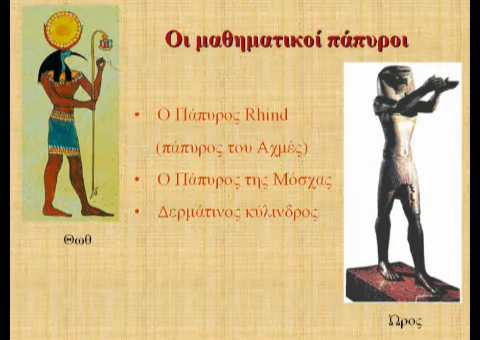 Οι μαθηματικοί πάπυροι
• Ο Πάπυρος Rhind
(πάπυρος του Αχμές)
• Ο Πάπυρος της Μόσχας
• Δερμάτινος κύλινδρος
Θωθ
Ώρος